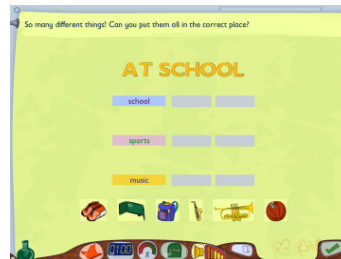 So many different things! Can you put them all in the correct place?
AT SCHOOL
school
sports
music